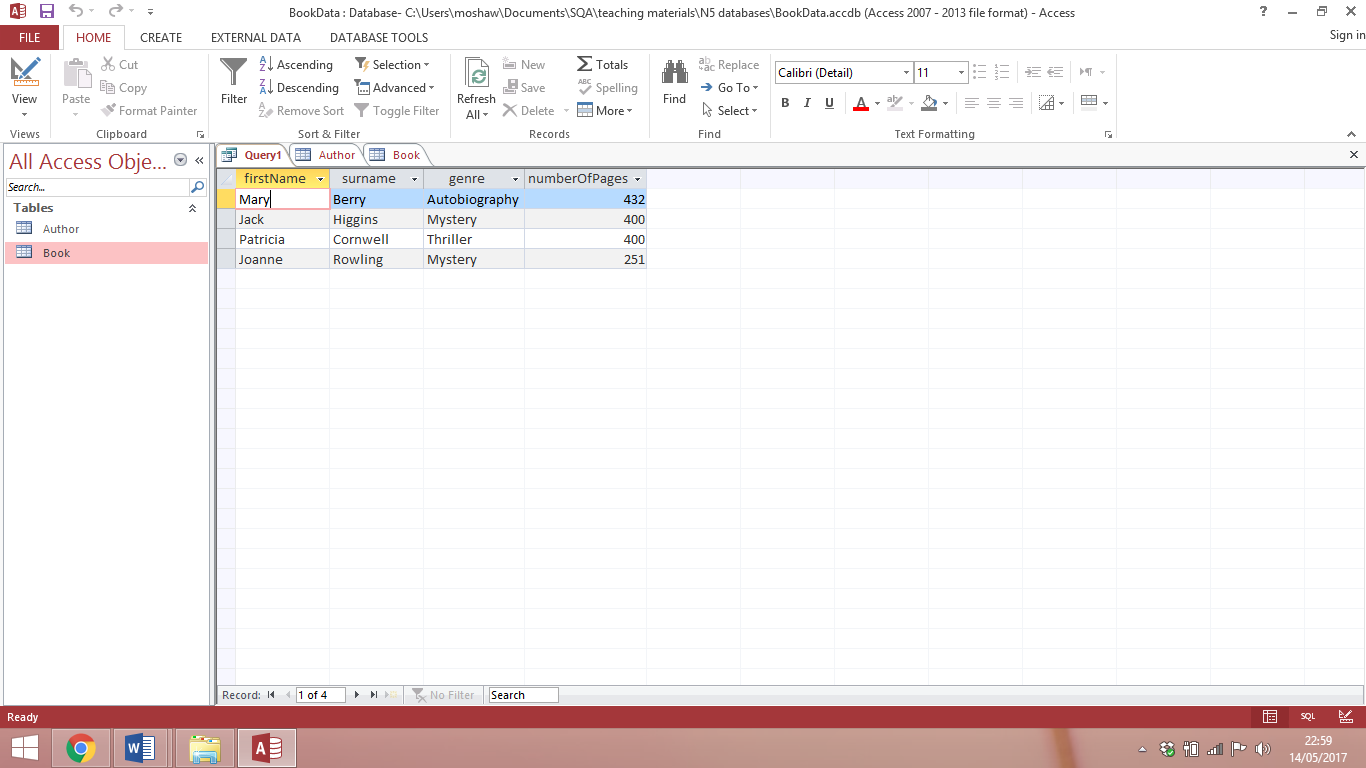 BookData : Database- C:\Users\moshaw\Documents\SQA\teaching materials\N5 databases\BookData.accdb (Access 2007 - 2013 file format) - Access
FILE HOME CREATE EXTERNAL DATA DATABASE TOOLS Sign in
View
Views
Paste
Cut
Copy
Format Painter
Clipboard
Filter
Ascending
Descending
Remove Sort
Selection
Advanced
Toggle Filter
Sort & Filter
Refresh All
New
Save
Delete
Totals
Spelling
More
Records
Find
Replace
Go To
Select
Find
Calibri (Detail) 11
B I U A
Text Formatting
All Access Obje...
Search...
Tables
Author
Book
Query1 Author Book
firstName surname genre numberOfPages
Mary Berry Autobiography 432
Jack Higgins Mystery 400
Patricia Cornwell Thriller 400
Joanne Rowling Mystery 251
Record: 1 of 4 No Filter Search
Ready SQL
22:59
14/05/2017